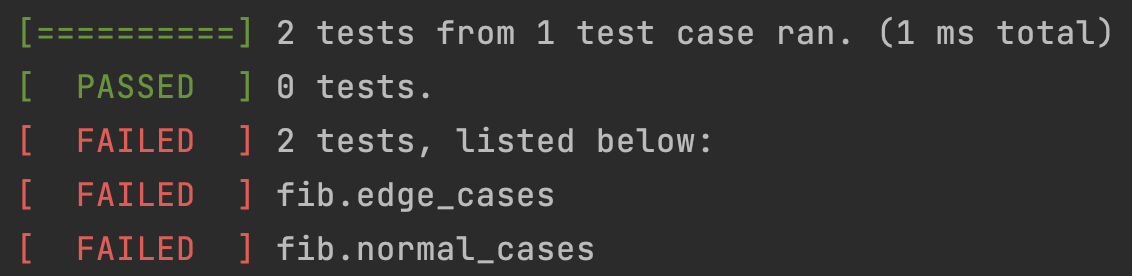 [==========] 2 tests from 1 test case ran. (1 ms total)
[  PASSED  ] 0 tests.
[  FAILED  ] 2 tests, listed below:
[  FAILED  ] fib.edge_cases
[  FAILED  ] fib.normal_cases